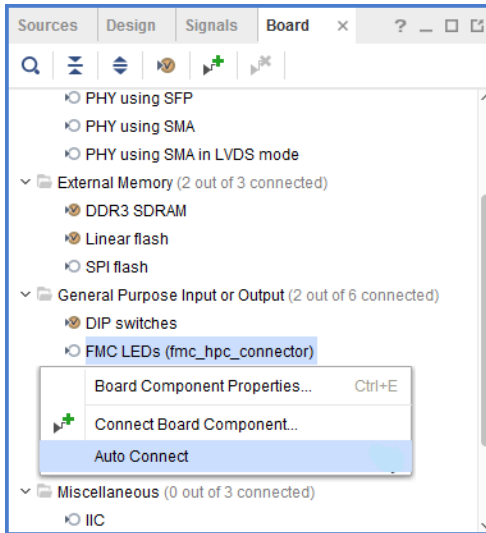 Sources Design Signals Board × ? _
PHY using SFP
PHY using SMA
PHY using SMA in LVDS mode
External Memory (2 out of 3 connected)
DDR3 SDRAM
Linear flash
SPI flash
General Purpose Input or Output (2 out of 6 connected)
DIP switches
FMC LEDs (fmc_hpc_connector)
Board Component Properties... Ctrl+E
Connect Board Component...
Auto Connect
Miscellaneous (0 out of 3 connected)
IIC